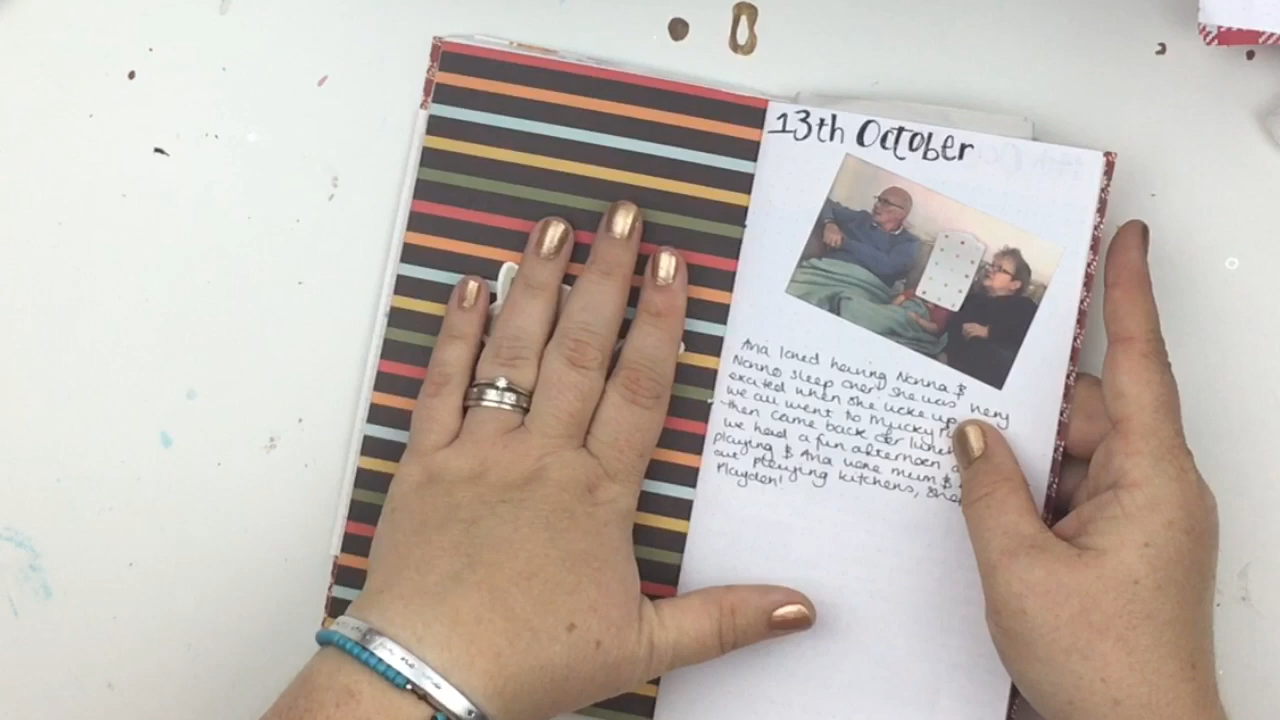 13th October
Ana loved having Nonna &
Nonno sleep over! She was very
excited when she woke up
we all went to Mucky
then came back for lunch
we had a fun afternoon
playing & Ana wore mum &
out playing kitchens,
Playdoh!